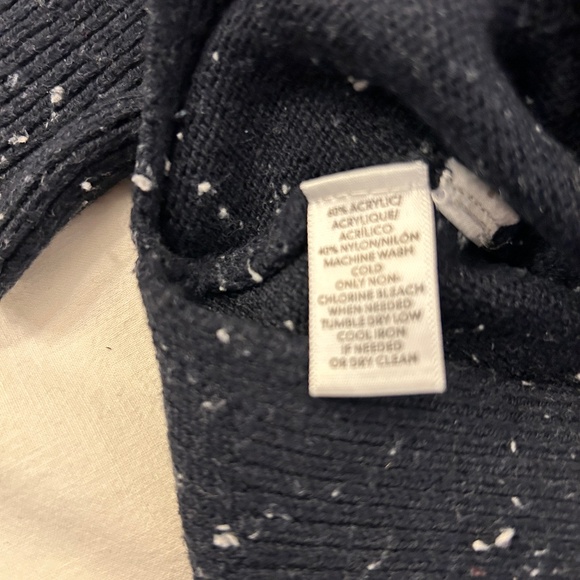 60% ACRYLIC/
ACRYLIQUE/
ACRÍLICO
40% NYLON/NILÓN
MACHINE WASH
COLD
ONLY NON-
CHLORINE BLEACH
WHEN NEEDED
TUMBLE DRY LOW
COOL IRON
IF NEEDED
OR DRY CLEAN